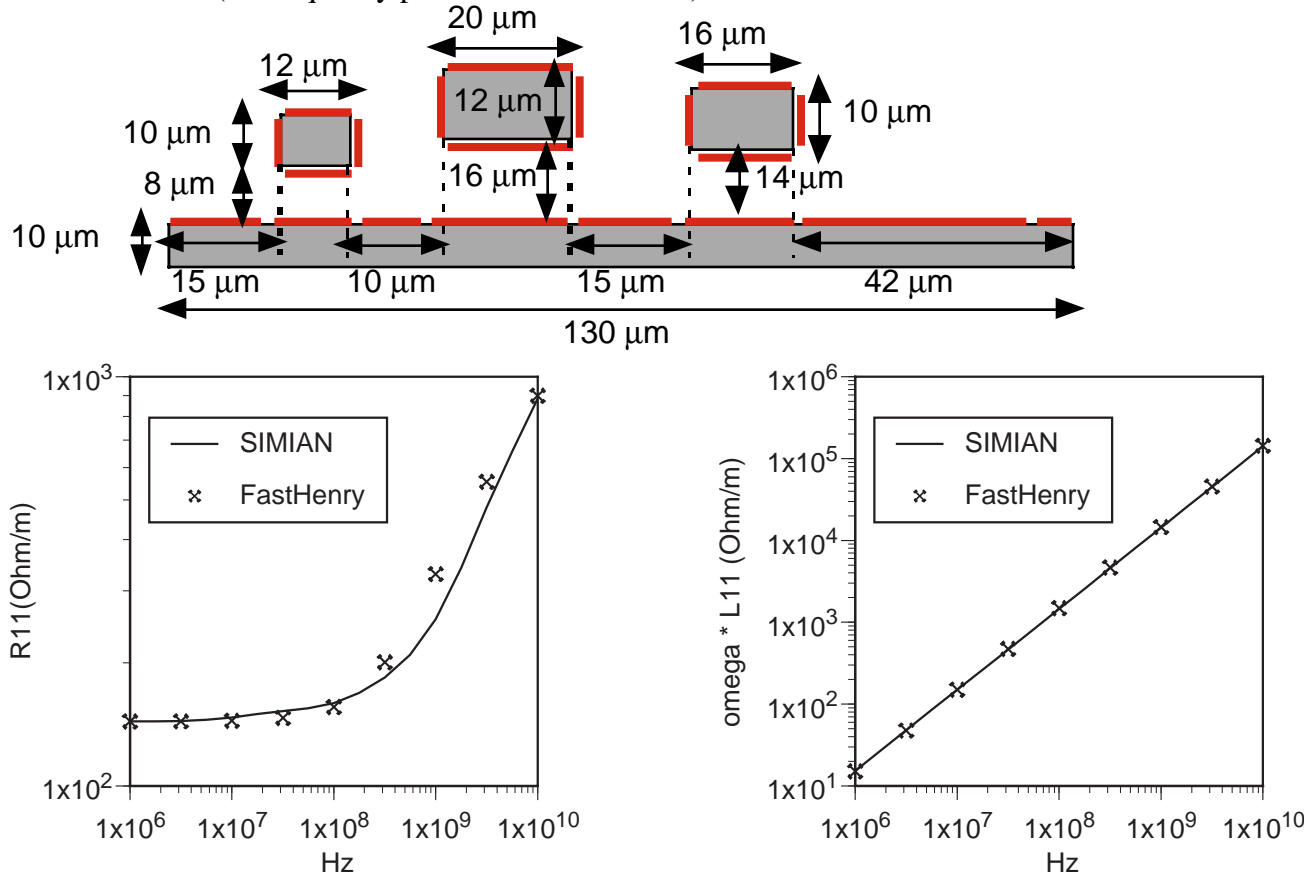 20 µm
16 µm
12 µm
12 µm
10 µm
10 µm
8 µm
16 µm
14 µm
10 µm
15 µm
10 µm
15 µm
42 µm
130 µm
1x10^3
SIMIAN
FastHenry
R11(Ohm/m)
1x10^2
1x10^6 1x10^7 1x10^8 1x10^9 1x10^10
Hz
1x10^6
SIMIAN
FastHenry
1x10^5
1x10^4
omega * L11 (Ohm/m)
1x10^3
1x10^2
1x10^1
1x10^6 1x10^7 1x10^8 1x10^9 1x10^10
Hz